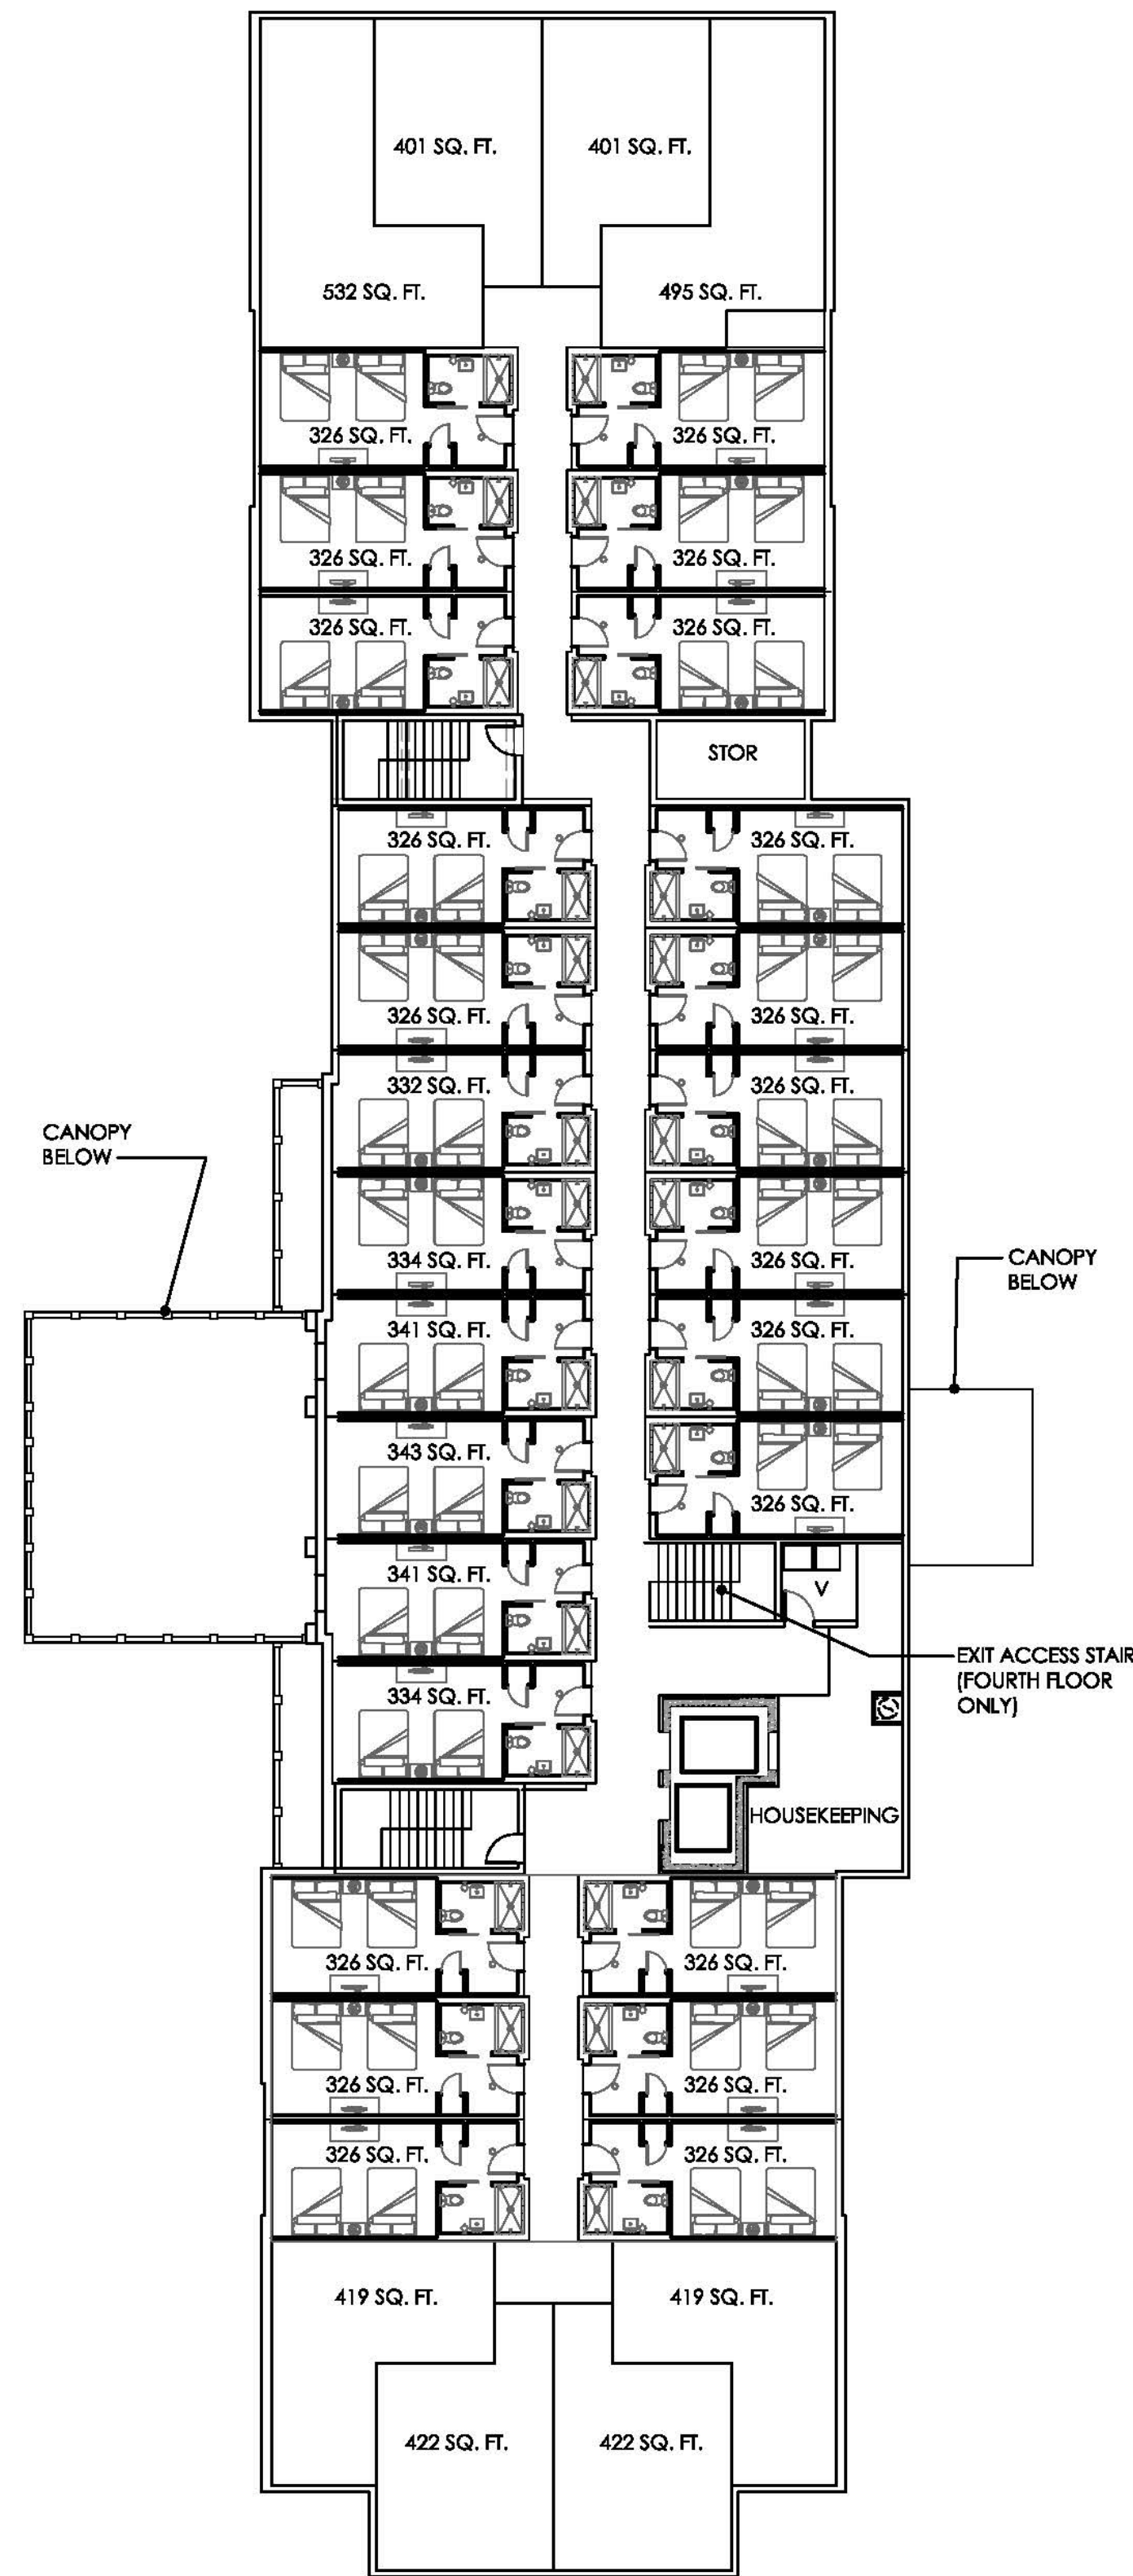 401 SQ. FT.
401 SQ. FT.
532 SQ. FT.
495 SQ. FT.
326 SQ. FT.
326 SQ. FT.
326 SQ. FT.
326 SQ. FT.
326 SQ. FT.
326 SQ. FT.
STOR
326 SQ. FT.
326 SQ. FT.
326 SQ. FT.
326 SQ. FT.
332 SQ. FT.
326 SQ. FT.
CANOPY
BELOW
334 SQ. FT.
326 SQ. FT.
CANOPY
BELOW
341 SQ. FT.
326 SQ. FT.
343 SQ. FT.
326 SQ. FT.
341 SQ. FT.
V
EXIT ACCESS STAIR
(FOURTH FLOOR
ONLY)
334 SQ. FT.
HOUSEKEEPING
326 SQ. FT.
326 SQ. FT.
326 SQ. FT.
326 SQ. FT.
326 SQ. FT.
326 SQ. FT.
419 SQ. FT.
419 SQ. FT.
422 SQ. FT.
422 SQ. FT.